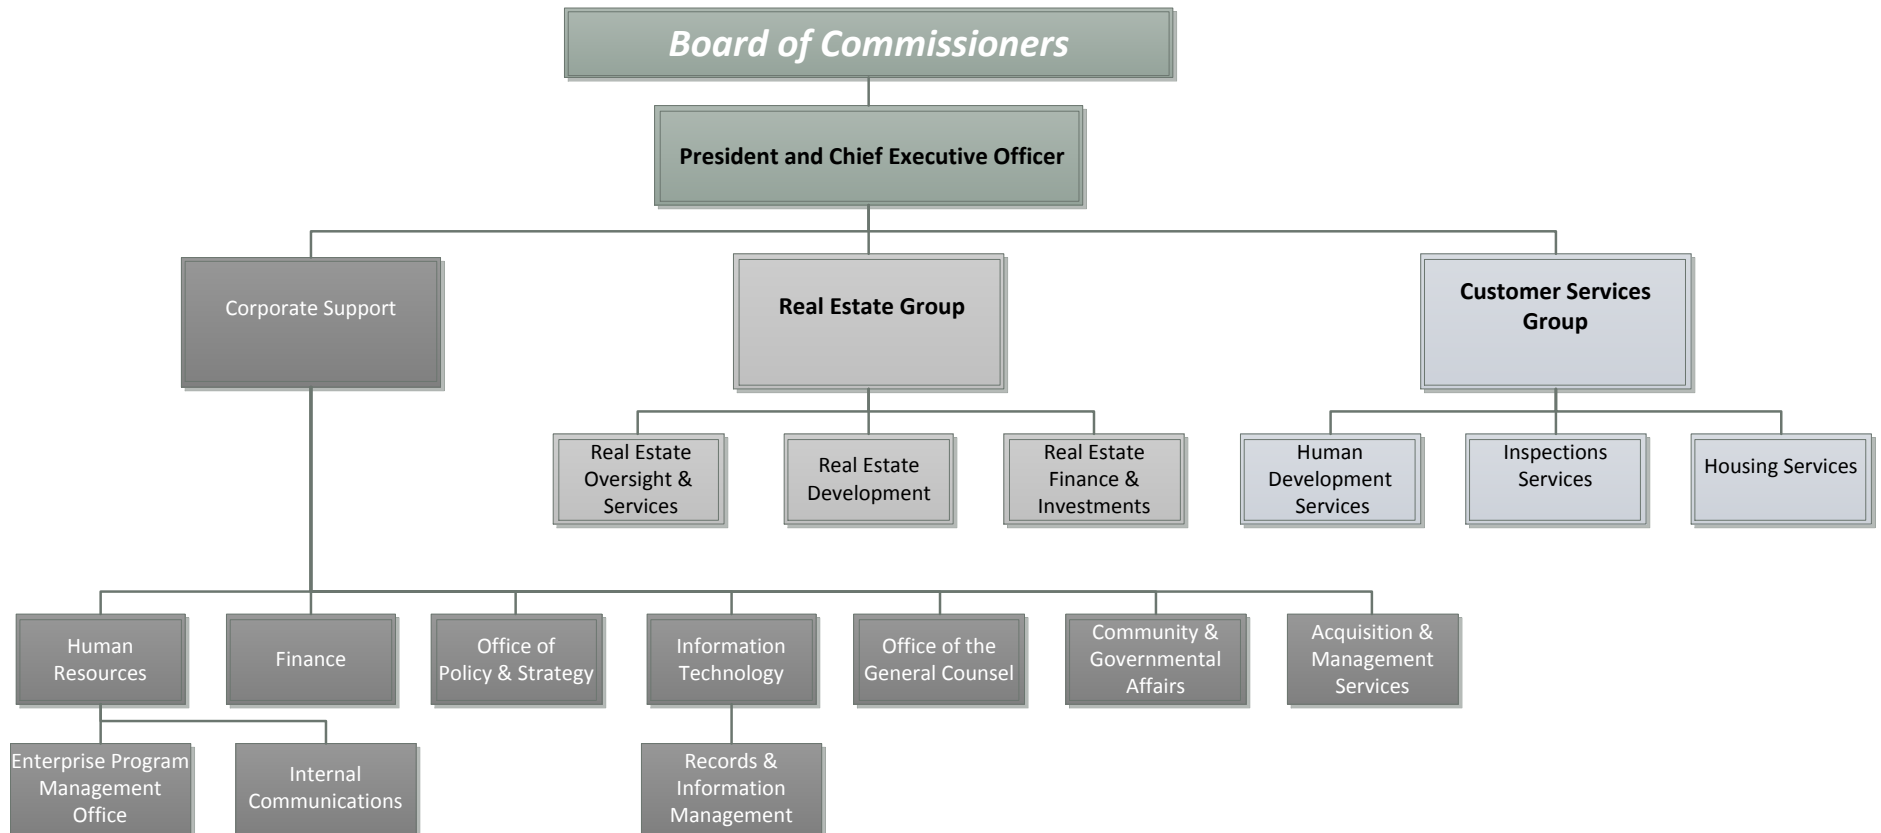 Board of Commissioners
President and Chief Executive Officer
Corporate Support
Real Estate Group
Customer Services
Group
Real Estate
Oversight &
Services
Real Estate
Development
Real Estate
Finance &
Investments
Human
Development
Services
Inspections
Services
Housing Services
Human
Resources
Finance
Office of
Policy & Strategy
Information
Technology
Office of the
General Counsel
Community &
Governmental
Affairs
Acquisition &
Management
Services
Enterprise Program
Management
Office
Internal
Communications
Records &
Information
Management